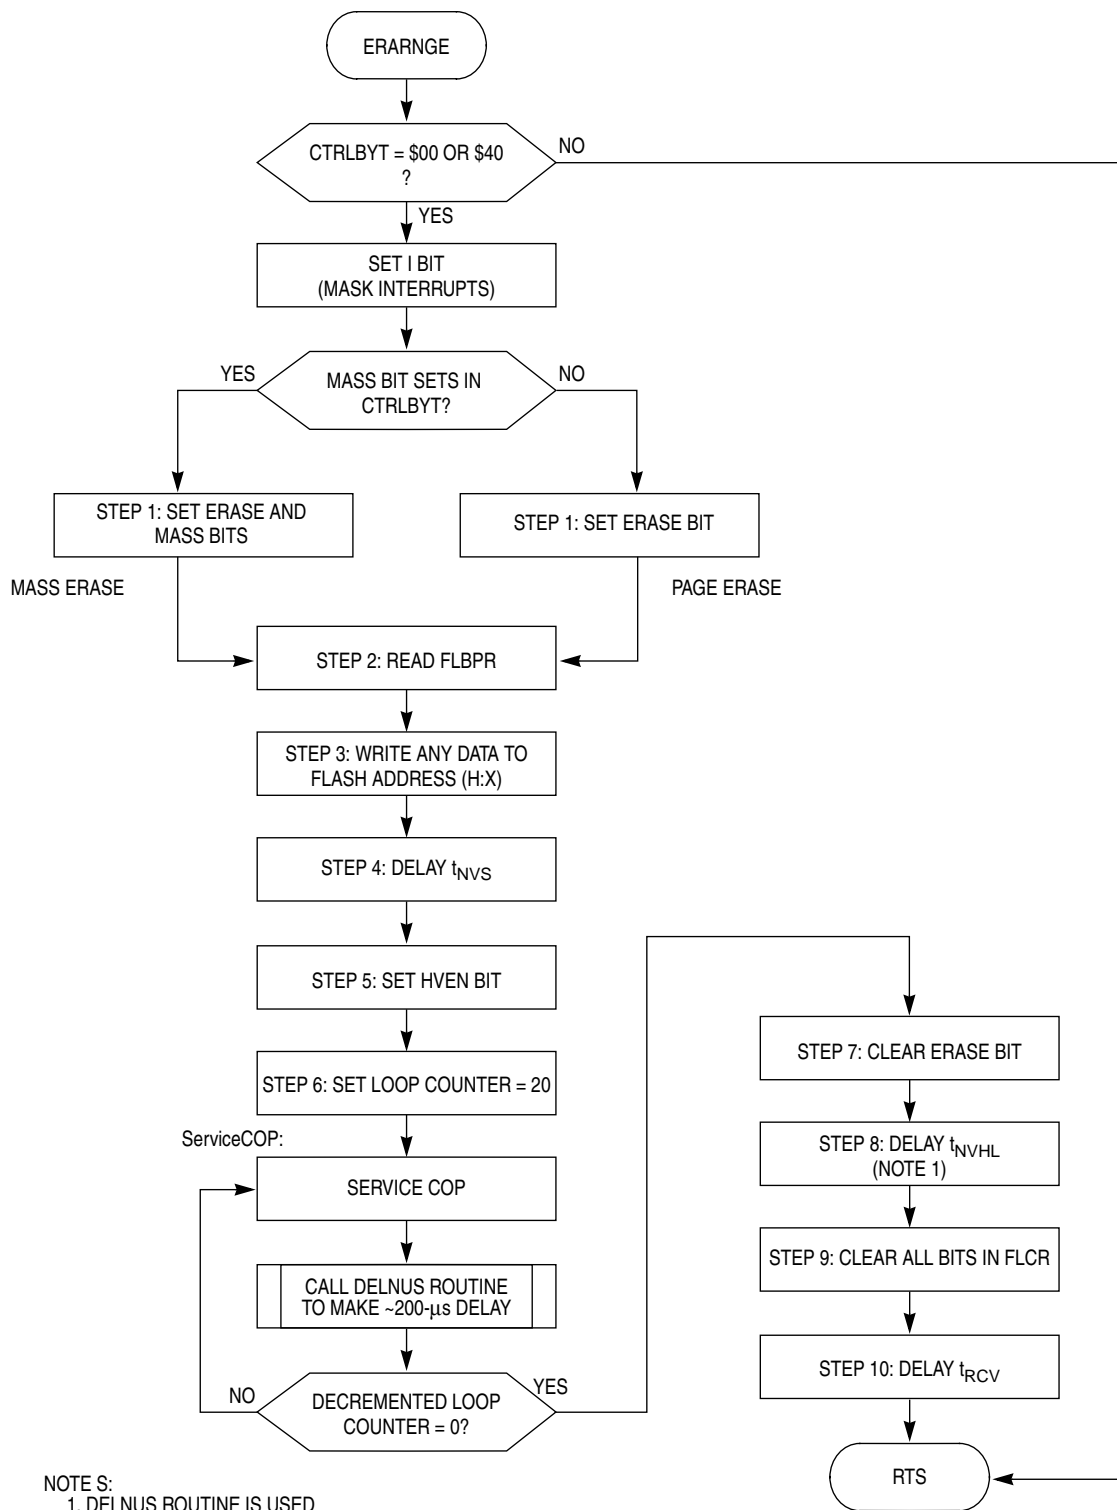 ERARNGE
CTRLBYT = $00 OR $40
?
NO
YES
SET I BIT
(MASK INTERRUPTS)
YES
MASS BIT SETS IN
CTRLBYT?
NO
STEP 1: SET ERASE AND
MASS BITS
STEP 1: SET ERASE BIT
MASS ERASE
PAGE ERASE
STEP 2: READ FLBPR
STEP 3: WRITE ANY DATA TO
FLASH ADDRESS (H:X)
STEP 4: DELAY tNVS
STEP 5: SET HVEN BIT
STEP 6: SET LOOP COUNTER = 20
ServiceCOP:
SERVICE COP
CALL DELNUS ROUTINE
TO MAKE ~200-μs DELAY
NO
DECREMENTED LOOP
COUNTER = 0?
YES
STEP 7: CLEAR ERASE BIT
STEP 8: DELAY tNVHL
(NOTE 1)
STEP 9: CLEAR ALL BITS IN FLCR
STEP 10: DELAY tRCV
RTS
NOTE S:
1. DELNUS ROUTINE IS USED